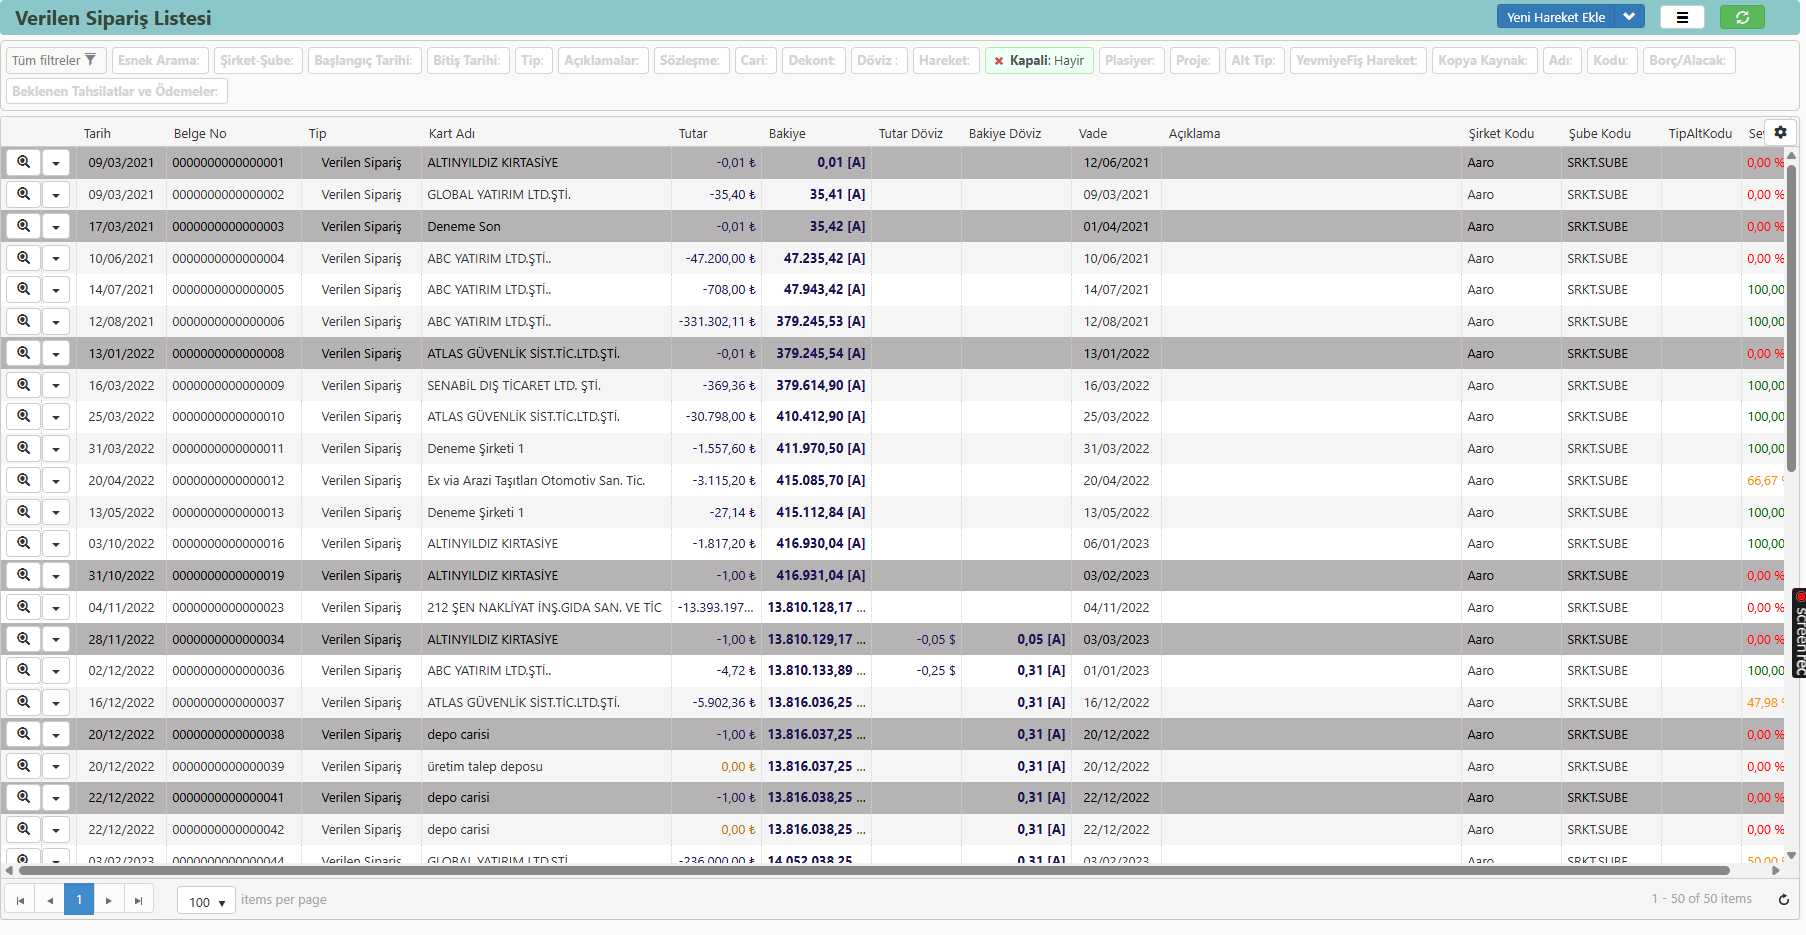 Verilen Sipariş Listesi
Yeni Hareket Ekle
Tüm filtreler Esnek Arama: Şirket-Şube: Başlangıç Tarihi: Bitiş Tarihi: Tip: Açıklamalar: Sözleşme: Cari: Dekont: Döviz : Hareket: × Kapali: Hayir Plasiyer: Proje: Alt Tip: YevmiyeFiş Hareket: Kopya Kaynak: Adı: Kodu: Borç/Alacak:
Beklenen Tahsilatlar ve Ödemeler:
Tarih Belge No Tip Kart Adı Tutar Bakiye Tutar Döviz Bakiye Döviz Vade Açıklama Şirket Kodu Şube Kodu TipAltKodu
09/03/2021 0000000000000001 Verilen Sipariş ALTINYILDIZ KIRTASİYE -0,01 ₺ 0,01 [A] 12/06/2021 Aaro SRKT.SUBE 0,00 %
09/03/2021 0000000000000002 Verilen Sipariş GLOBAL YATIRIM LTD.ŞTİ. -35,40 ₺ 35,41 [A] 09/03/2021 Aaro SRKT.SUBE 0,00 %
17/03/2021 0000000000000003 Verilen Sipariş Deneme Son -0,01 ₺ 35,42 [A] 01/04/2021 Aaro SRKT.SUBE 0,00 %
10/06/2021 0000000000000004 Verilen Sipariş ABC YATIRIM LTD.ŞTİ.. -47.200,00 ₺ 47.235,42 [A] 10/06/2021 Aaro SRKT.SUBE 0,00 %
14/07/2021 0000000000000005 Verilen Sipariş ABC YATIRIM LTD.ŞTİ.. -708,00 ₺ 47.943,42 [A] 14/07/2021 Aaro SRKT.SUBE 100,00
12/08/2021 0000000000000006 Verilen Sipariş ABC YATIRIM LTD.ŞTİ.. -331.302,11 ₺ 379.245,53 [A] 12/08/2021 Aaro SRKT.SUBE 100,00
13/01/2022 0000000000000008 Verilen Sipariş ATLAS GÜVENLİK SİST.TİC.LTD.ŞTİ. -0,01 ₺ 379.245,54 [A] 13/01/2022 Aaro SRKT.SUBE 0,00 %
16/03/2022 0000000000000009 Verilen Sipariş SENABİL DIŞ TİCARET LTD. ŞTİ. -369,36 ₺ 379.614,90 [A] 16/03/2022 Aaro SRKT.SUBE 100,00
25/03/2022 0000000000000010 Verilen Sipariş ATLAS GÜVENLİK SİST.TİC.LTD.ŞTİ. -30.798,00 ₺ 410.412,90 [A] 25/03/2022 Aaro SRKT.SUBE 100,00
31/03/2022 0000000000000011 Verilen Sipariş Deneme Şirketi 1 -1.557,60 ₺ 411.970,50 [A] 31/03/2022 Aaro SRKT.SUBE 100,00
20/04/2022 0000000000000012 Verilen Sipariş Ex via Arazi Taşıtları Otomotiv San. Tic. -3.115,20 ₺ 415.085,70 [A] 20/04/2022 Aaro SRKT.SUBE 66,67
13/05/2022 0000000000000013 Verilen Sipariş Deneme Şirketi 1 -27,14 ₺ 415.112,84 [A] 13/05/2022 Aaro SRKT.SUBE 100,00
03/10/2022 0000000000000016 Verilen Sipariş ALTINYILDIZ KIRTASİYE -1.817,20 ₺ 416.930,04 [A] 06/01/2023 Aaro SRKT.SUBE 100,00
31/10/2022 0000000000000019 Verilen Sipariş ALTINYILDIZ KIRTASİYE -1,00 ₺ 416.931,04 [A] 03/02/2023 Aaro SRKT.SUBE 0,00 %
04/11/2022 0000000000000023 Verilen Sipariş 212 ŞEN NAKLİYAT İNŞ.GIDA SAN. VE TİC -13.393.197... 13.810.128,17 ... 04/11/2022 Aaro SRKT.SUBE 0,00 %
28/11/2022 0000000000000034 Verilen Sipariş ALTINYILDIZ KIRTASİYE -1,00 ₺ 13.810.129,17 ... -0,05 $ 0,05 [A] 03/03/2023 Aaro SRKT.SUBE 0,00 %
02/12/2022 0000000000000036 Verilen Sipariş ABC YATIRIM LTD.ŞTİ.. -4,72 ₺ 13.810.133,89 ... -0,25 $ 0,31 [A] 01/01/2023 Aaro SRKT.SUBE 100,00
16/12/2022 0000000000000037 Verilen Sipariş ATLAS GÜVENLİK SİST.TİC.LTD.ŞTİ. -5.902,36 ₺ 13.816.036,25 ... 0,31 [A] 16/12/2022 Aaro SRKT.SUBE 47,98
20/12/2022 0000000000000038 Verilen Sipariş depo carisi -1,00 ₺ 13.816.037,25 ... 0,31 [A] 20/12/2022 Aaro SRKT.SUBE 0,00 %
20/12/2022 0000000000000039 Verilen Sipariş üretim talep deposu 0,00 ₺ 13.816.037,25 ... 0,31 [A] 20/12/2022 Aaro SRKT.SUBE 0,00 %
22/12/2022 0000000000000041 Verilen Sipariş depo carisi -1,00 ₺ 13.816.038,25 ... 0,31 [A] 22/12/2022 Aaro SRKT.SUBE 0,00 %
22/12/2022 0000000000000042 Verilen Sipariş depo carisi 0,00 ₺ 13.816.038,25 ... 0,31 [A] 22/12/2022 Aaro SRKT.SUBE 0,00 %
03/02/2023 0000000000000044 Verilen Sipariş GLOBAL YATIRIM LTD.ŞTİ. -236.000,00 ₺ 14.052.038,25 0,31 [A] 03/02/2023 Aaro SRKT.SUBE 50,00 %
screenrec
1 100 items per page 1 - 50 of 50 items